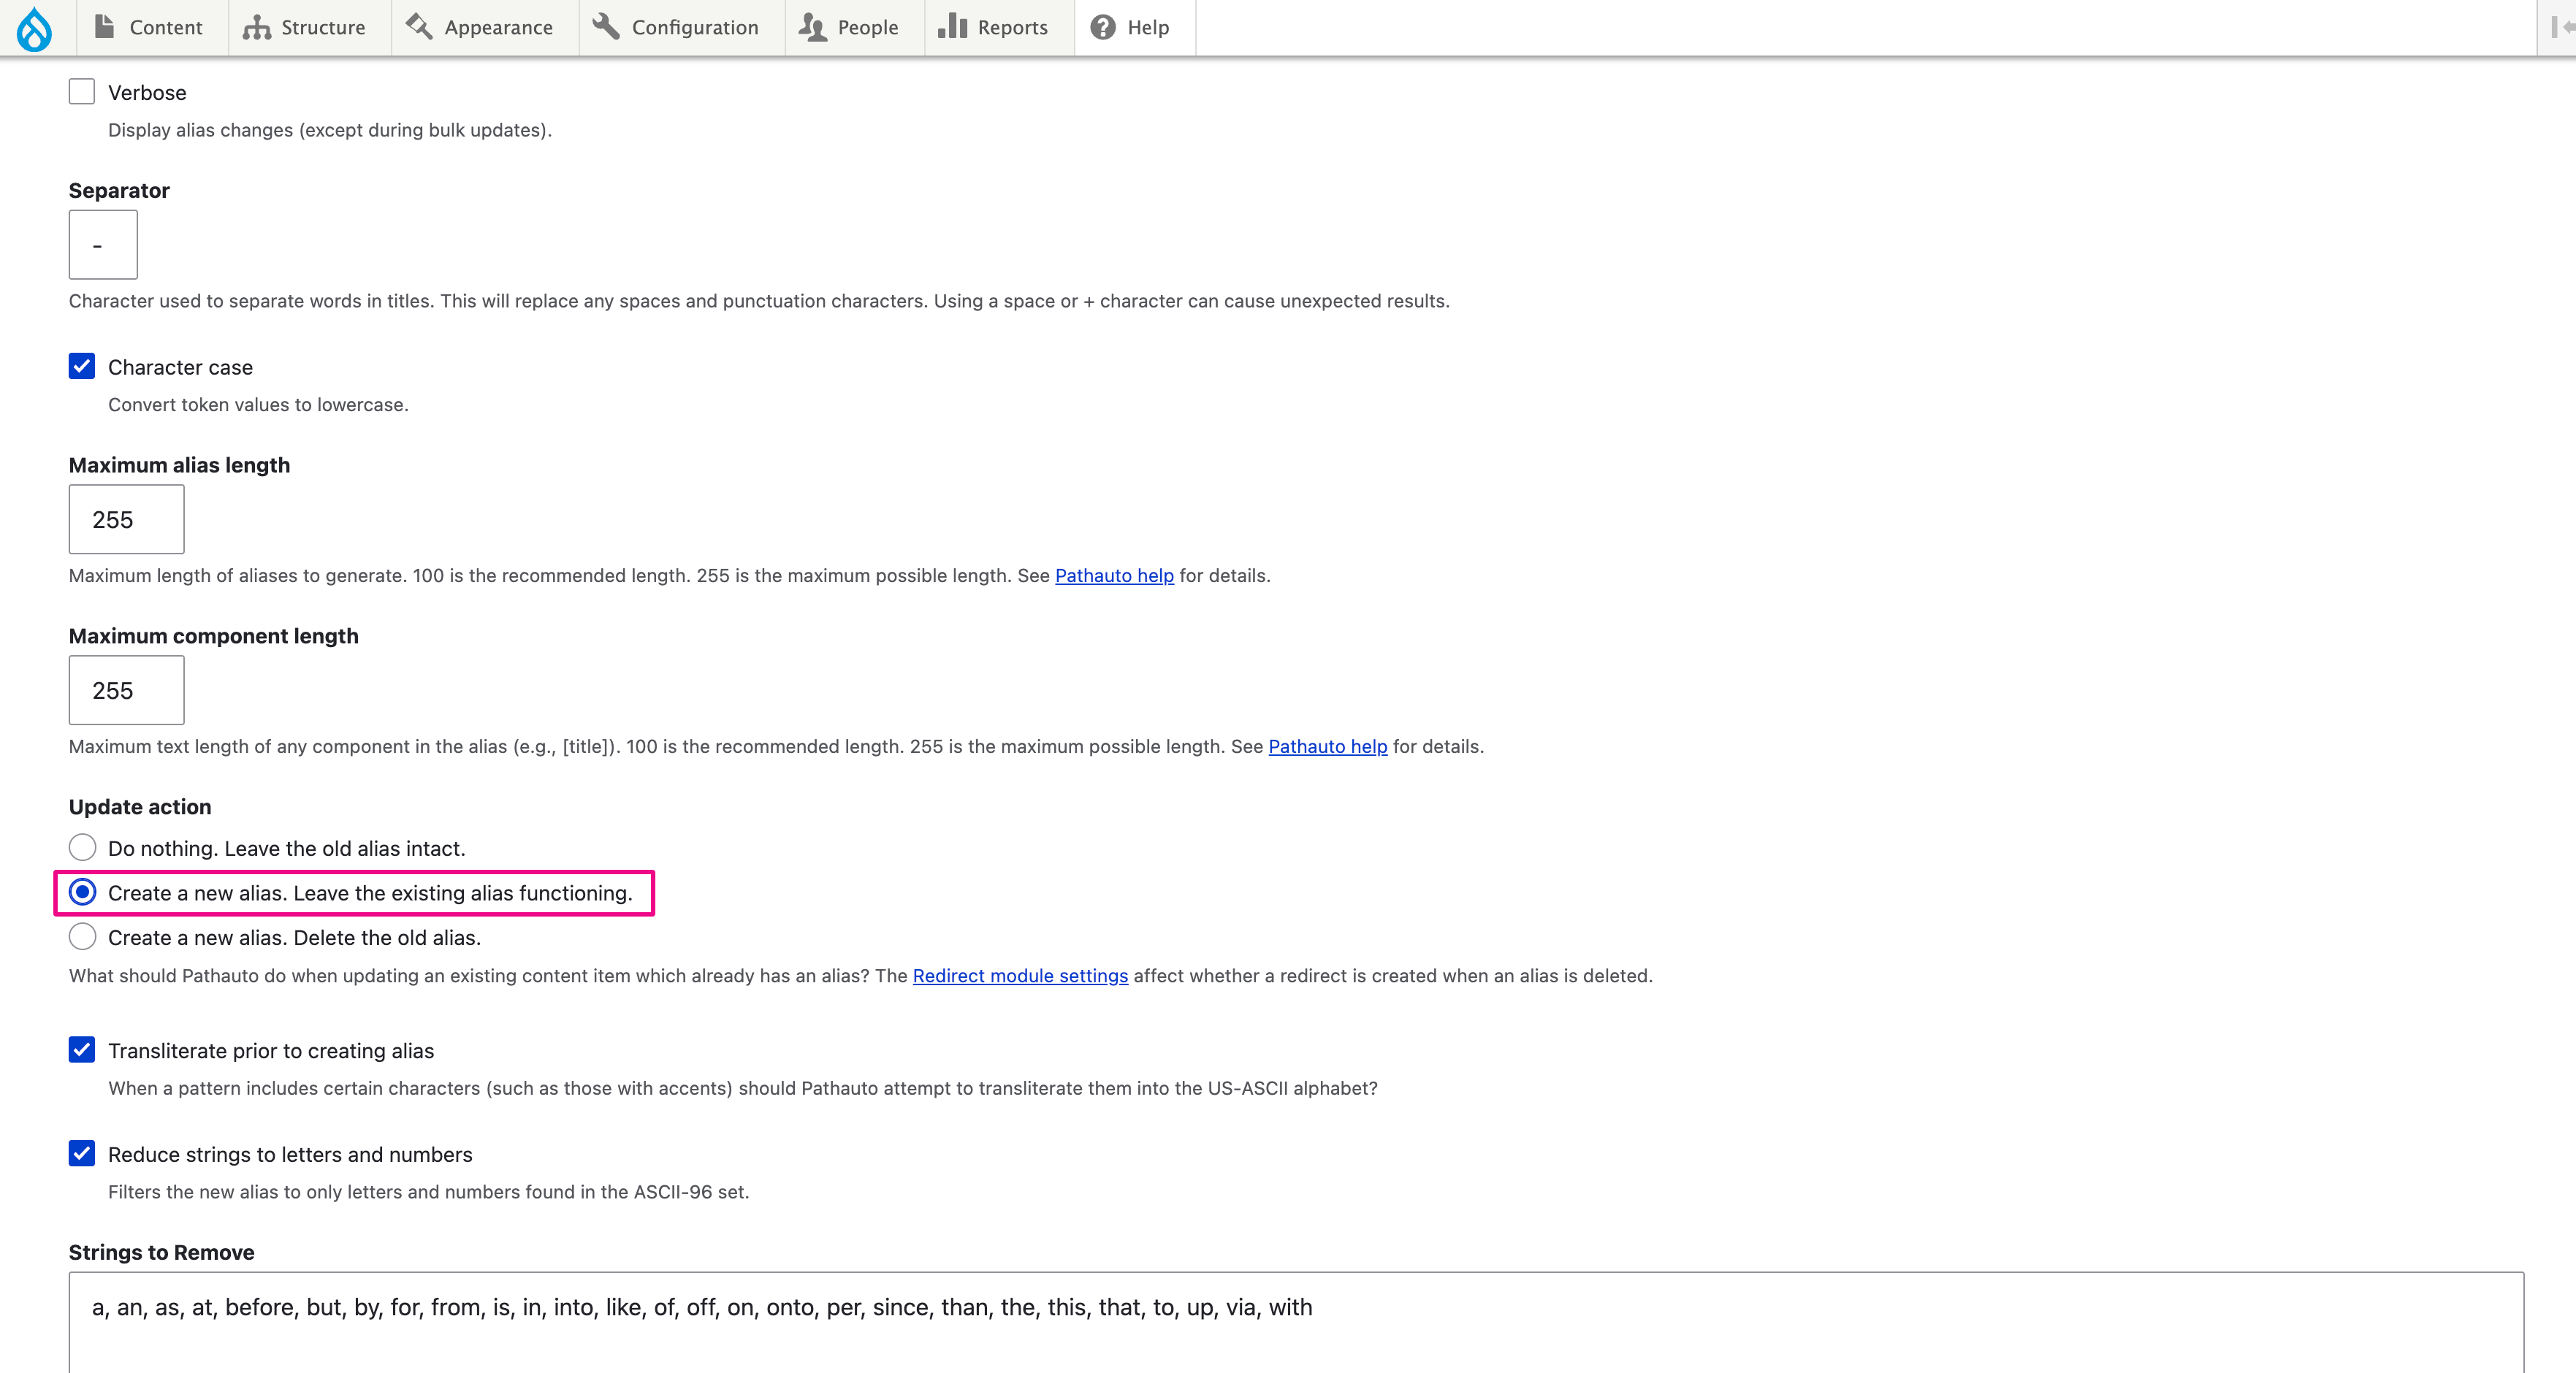 Content Structure Appearance Configuration People Reports Help
Verbose
Display alias changes (except during bulk updates).
Separator
-
Character used to separate words in titles. This will replace any spaces and punctuation characters. Using a space or + character can cause unexpected results.
Character case
Convert token values to lowercase.
Maximum alias length
255
Maximum length of aliases to generate. 100 is the recommended length. 255 is the maximum possible length. See Pathauto help for details.
Maximum component length
255
Maximum text length of any component in the alias (e.g., [title]). 100 is the recommended length. 255 is the maximum possible length. See Pathauto help for details.
Update action
Do nothing. Leave the old alias intact.
Create a new alias. Leave the existing alias functioning.
Create a new alias. Delete the old alias.
What should Pathauto do when updating an existing content item which already has an alias? The Redirect module settings affect whether a redirect is created when an alias is deleted.
Transliterate prior to creating alias
When a pattern includes certain characters (such as those with accents) should Pathauto attempt to transliterate them into the US-ASCII alphabet?
Reduce strings to letters and numbers
Filters the new alias to only letters and numbers found in the ASCII-96 set.
Strings to Remove
a, an, as, at, before, but, by, for, from, is, in, into, like, of, off, on, onto, per, since, than, the, this, that, to, up, via, with